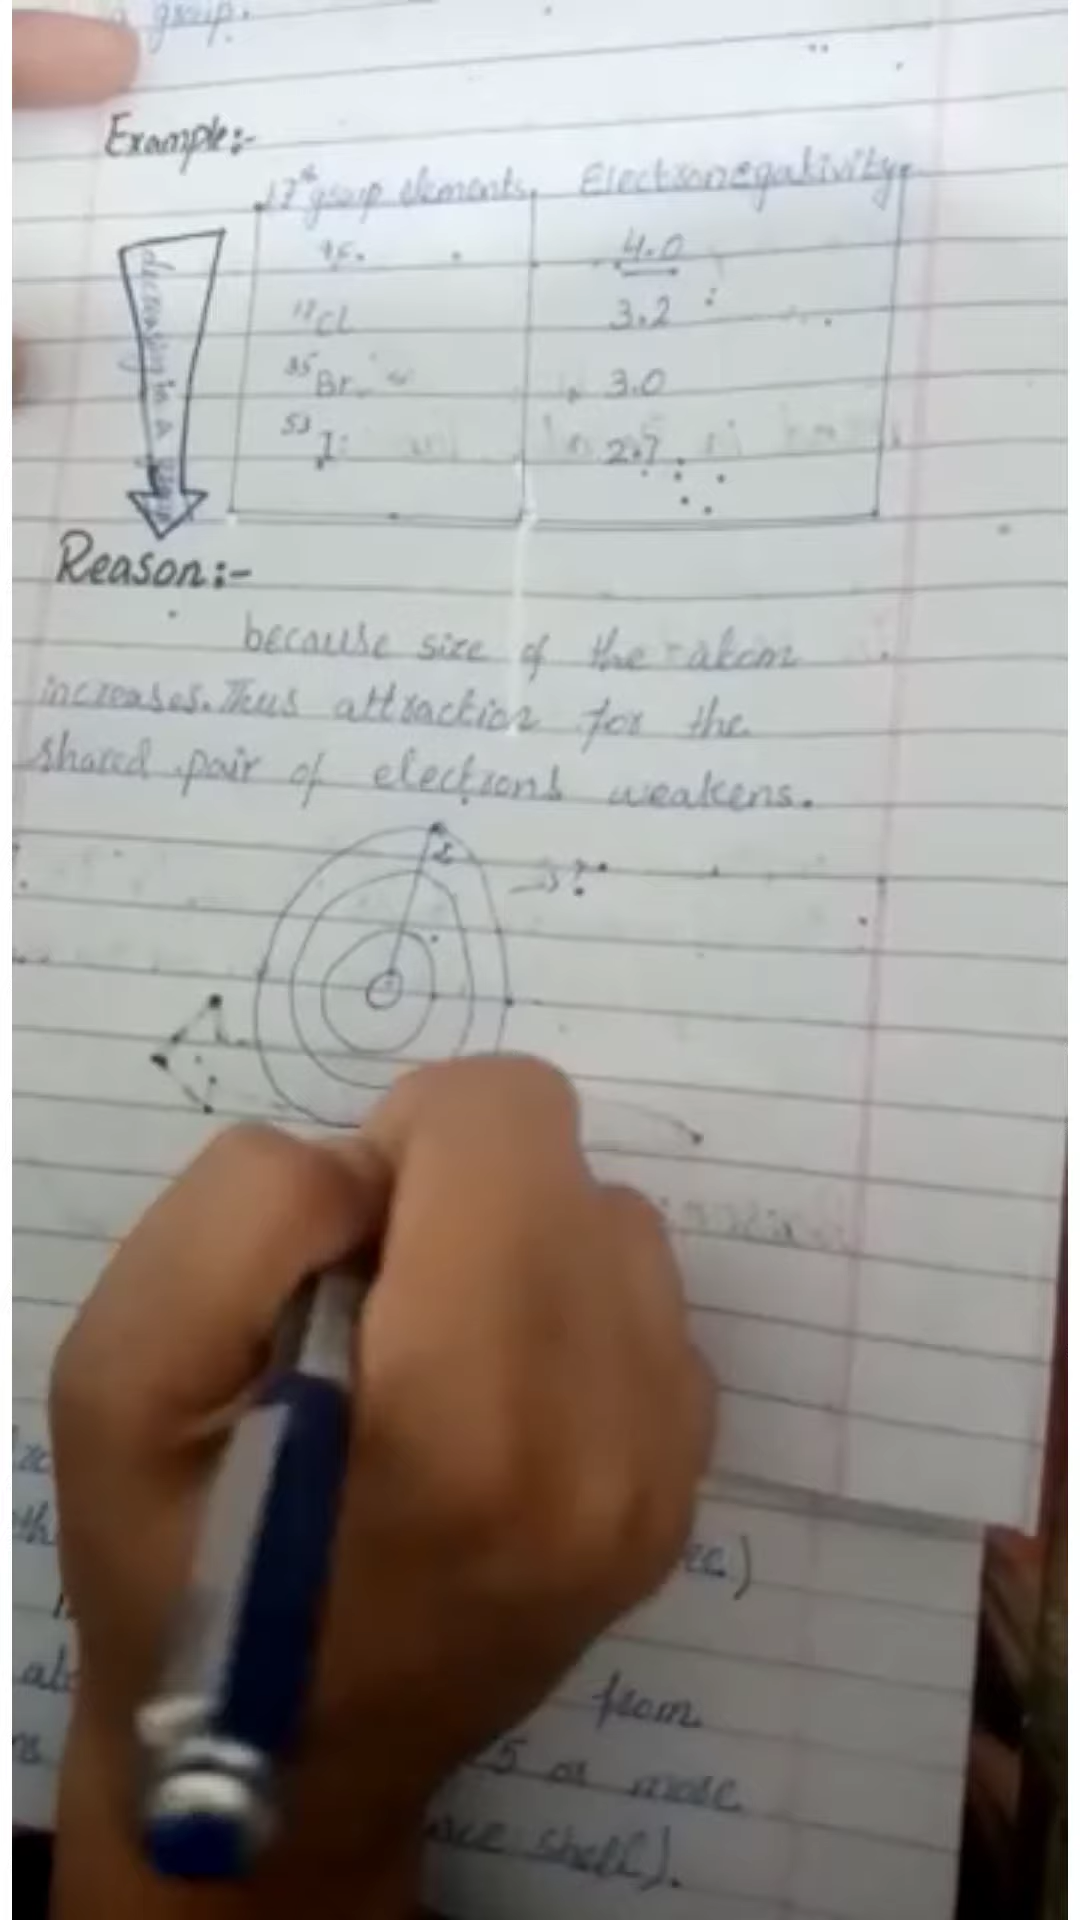 group.
Example:-
17th group elements. Electronegativity
9F. 4.0
17Cl 3.2
35Br 3.0
53I 2.7
decreasing in A group
Reason:-
because size of the atom
increases. Thus attraction for the
shared pair of electrons weakens.
→?
from
5 or more
shell).